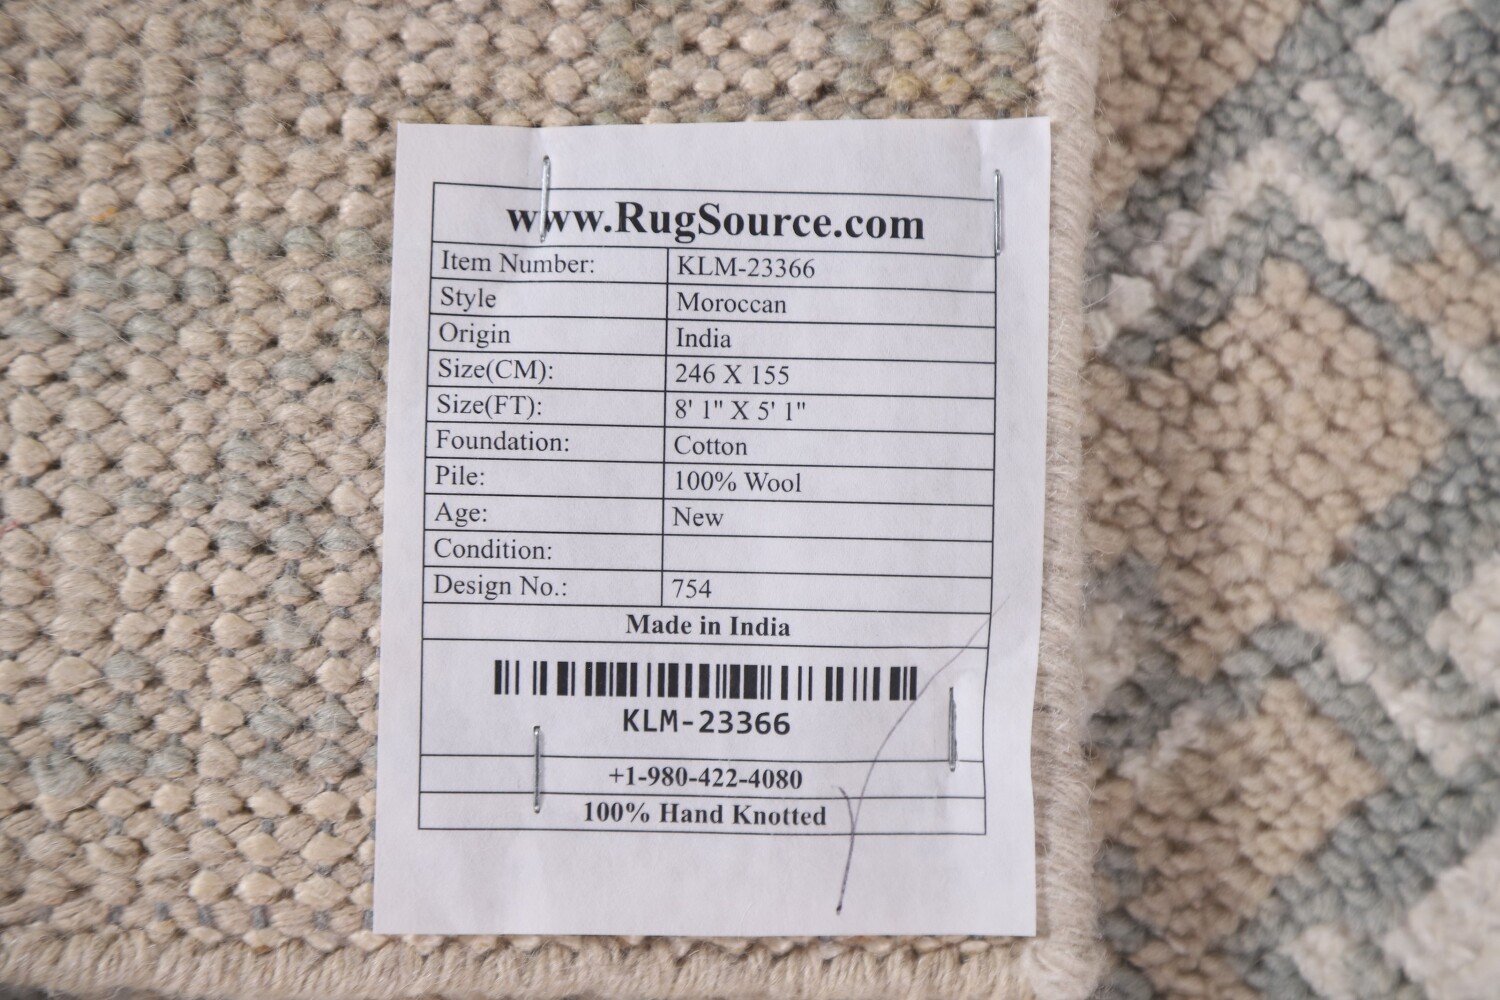 www.RugSource.com
Item Number: KLM-23366
Style Moroccan
Origin India
Size(CM): 246 X 155
Size(FT): 8' 1" X 5' 1"
Foundation: Cotton
Pile: 100% Wool
Age: New
Condition:
Design No.: 754
Made in India
KLM-23366
+1-980-422-4080
100% Hand Knotted